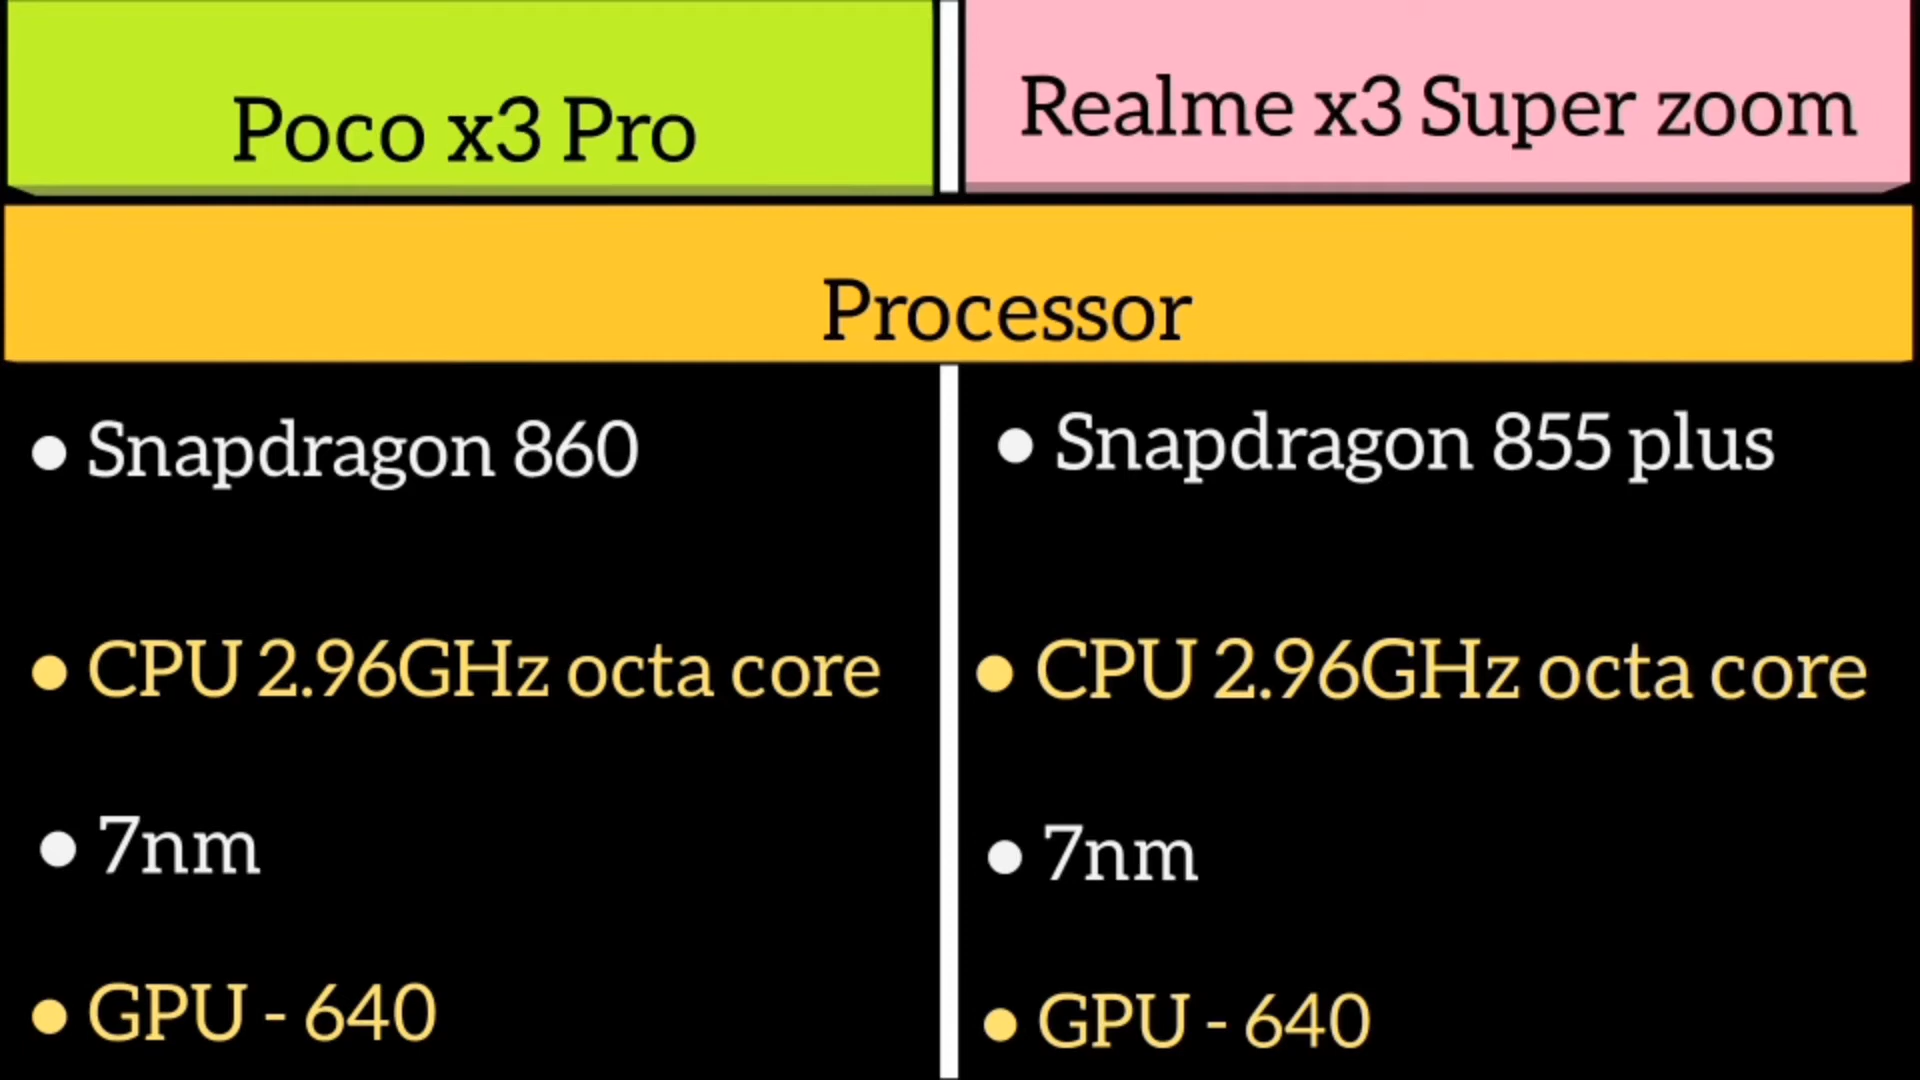 Poco x3 Pro
Realme x3 Super zoom
Processor
• Snapdragon 860
• Snapdragon 855 plus
• CPU 2.96GHz octa core
• CPU 2.96GHz octa core
• 7nm
• 7nm
• GPU - 640
• GPU - 640